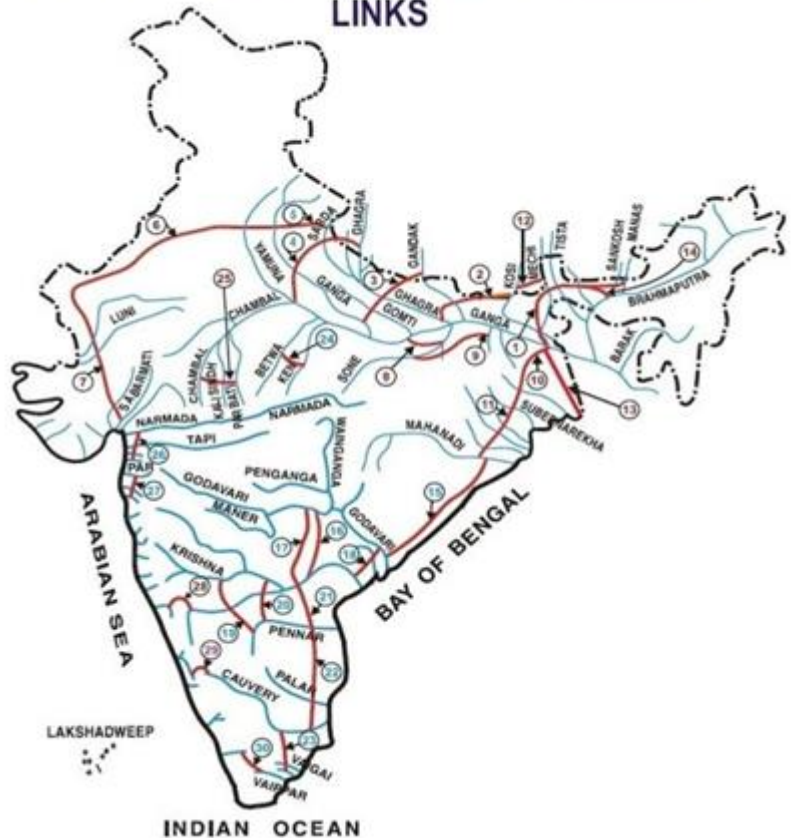 LINKS
6
5
SARDA
GHAGRA
4
YAMUNA
3
GANDAK
12
KOSI
MECHI
TISTA
SANKOSH
MANAS
14
2
GHAGRA
GANGA
GOMTI
GANGA
BRAHMAPUTRA
25
CHAMBAL
LUNI
7
SABARMATI
CHAMBAL
KALISINDH
PARBATI
BETWA
KEN
24
SONE
8
9
1
10
BARAK
13
11
SUBERNAREKHA
NARMADA
NARMADA
TAPI
26
PAR
27
WAINGANGA
MAHANADI
PENGANGA
GODAVARI
MANER
15
GODAVARI
17
16
18
KRISHNA
28
20
21
19
PENNAR
29
22
CAUVERY
PALAR
23
30
VAIGAI
VAIPPAR
ARABIAN SEA
BAY OF BENGAL
LAKSHADWEEP
INDIAN OCEAN